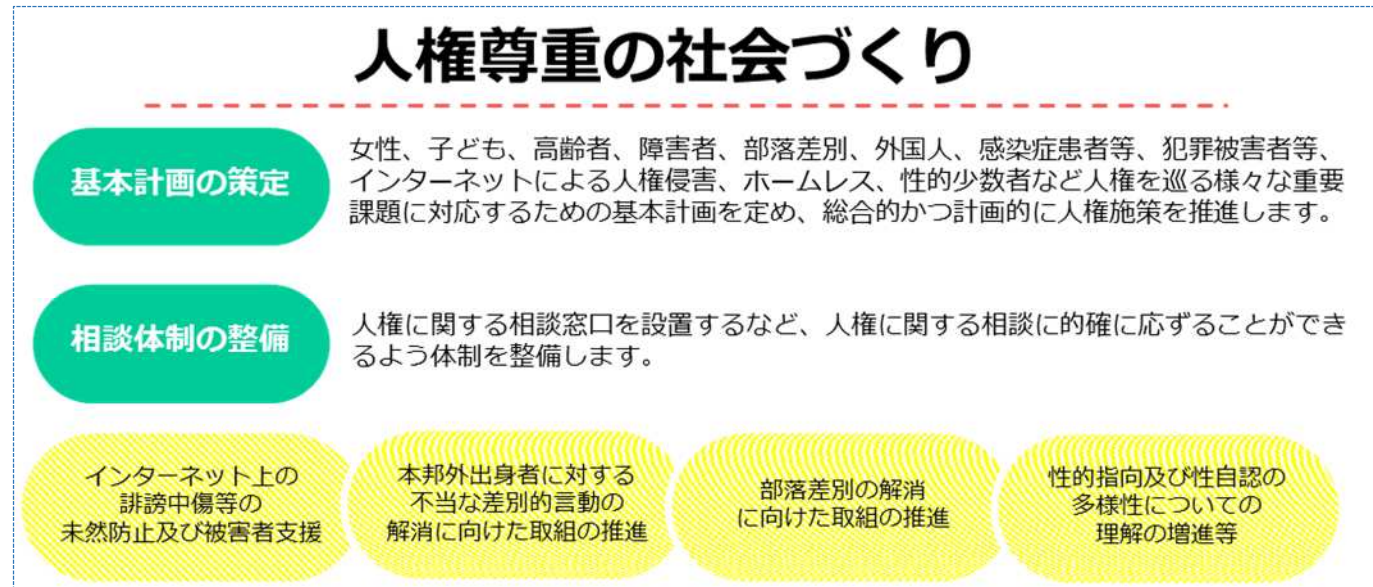 人権尊重の社会づくり
基本計画の策定
女性、子ども、高齢者、障害者、部落差別、外国人、感染症患者等、犯罪被害者等、
インターネットによる人権侵害、ホームレス、性的少数者など人権を巡る様々な重要
課題に対応するための基本計画を定め、総合的かつ計画的に人権施策を推進します。
相談体制の整備
人権に関する相談窓口を設置するなど、人権に関する相談に的確に応ずることができ
るよう体制を整備します。
インターネット上の
誹謗中傷等の
未然防止及び被害者支援
本邦外出身者に対する
不当な差別的言動の
解消に向けた取組の推進
部落差別の解消
に向けた取組の推進
性的指向及び性自認の
多様性についての
理解の増進等